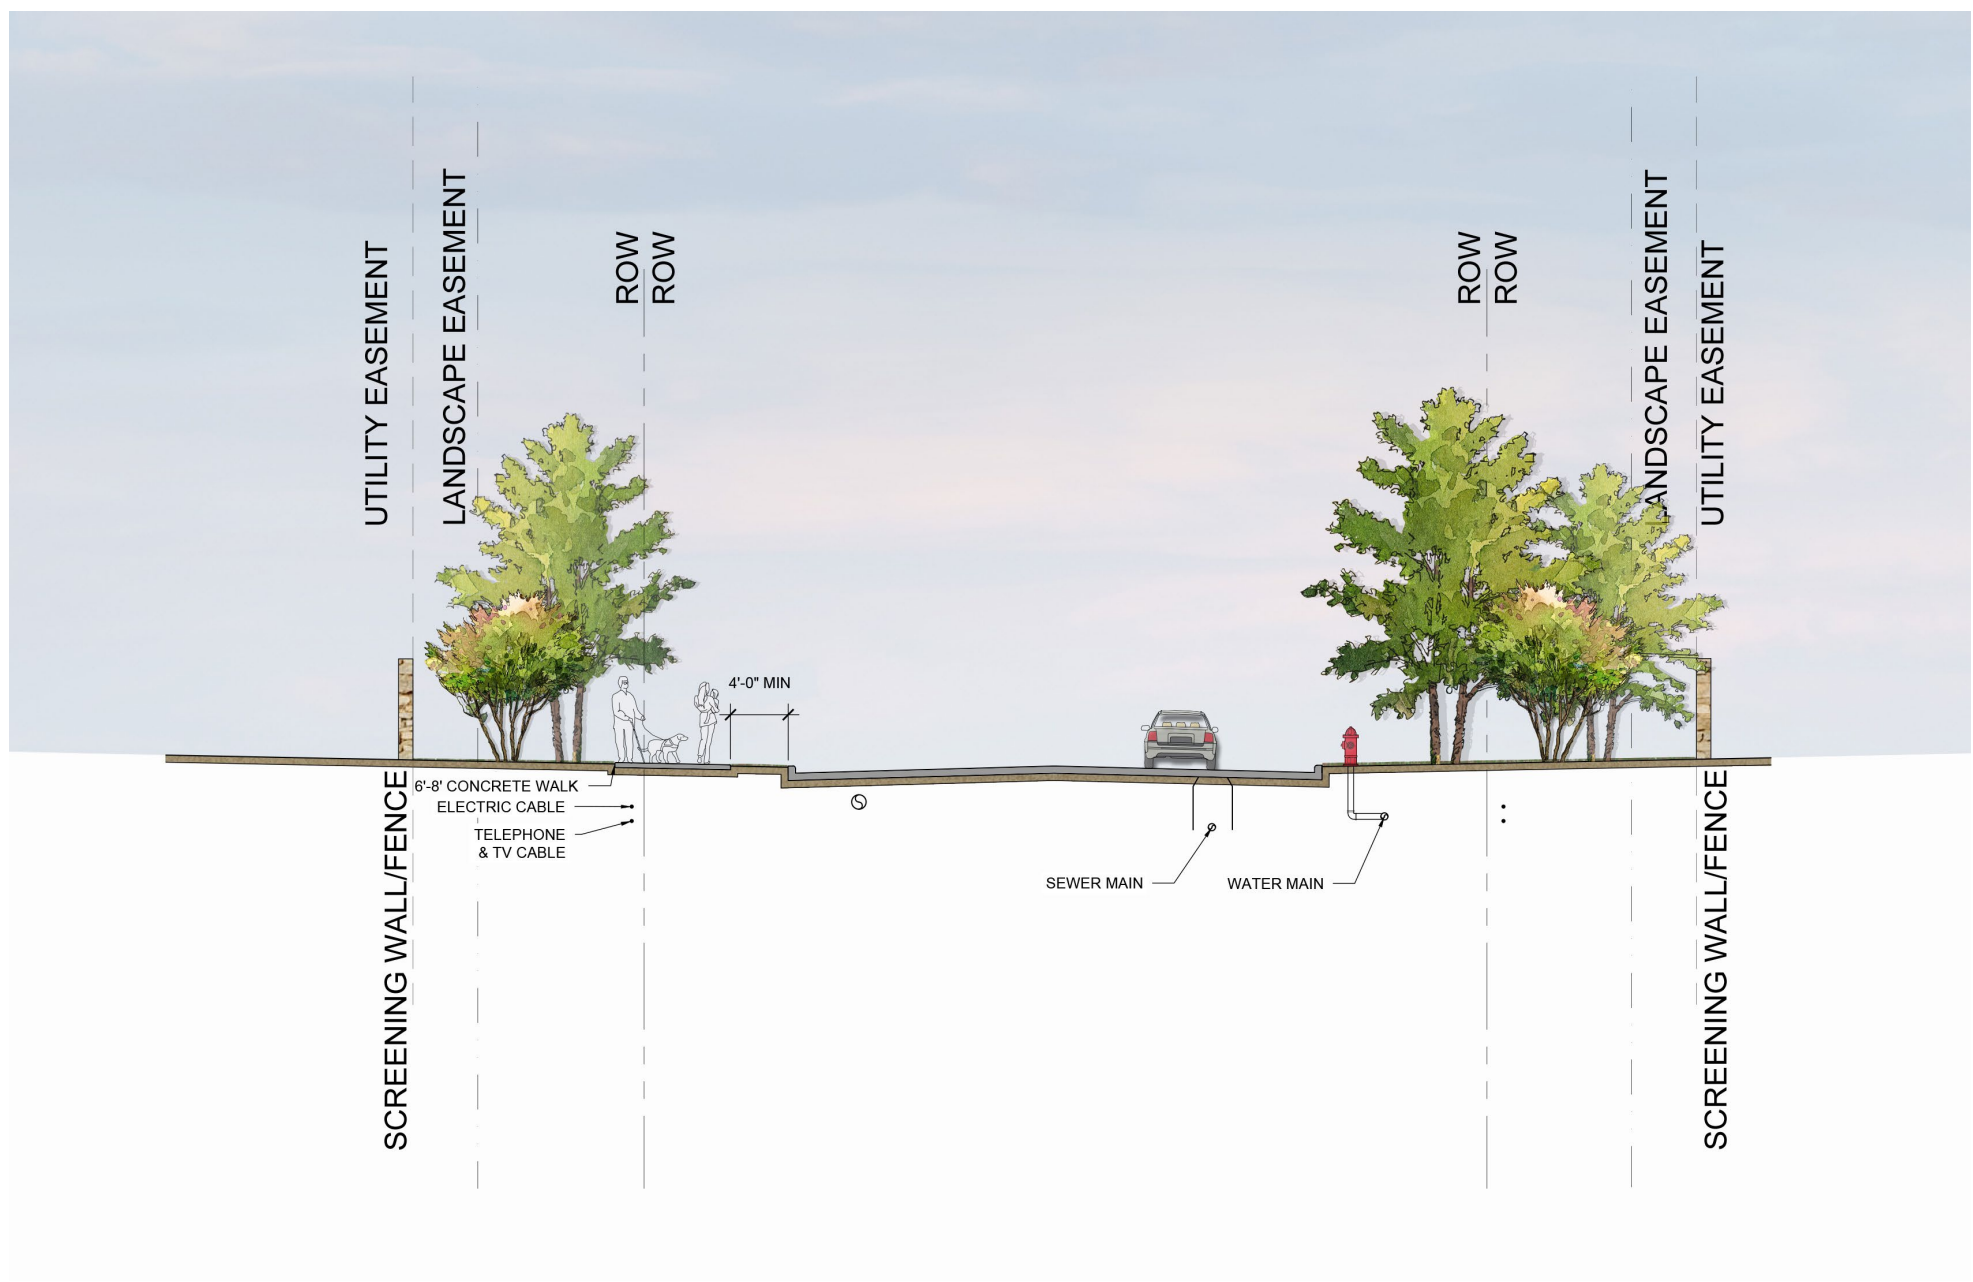 UTILITY EASEMENT
LANDSCAPE EASEMENT
ROW
ROW
ROW
ROW
LANDSCAPE EASEMENT
UTILITY EASEMENT
4'-0" MIN
6'-8' CONCRETE WALK
ELECTRIC CABLE
TELEPHONE
& TV CABLE
SEWER MAIN
WATER MAIN
SCREENING WALL/FENCE
SCREENING WALL/FENCE